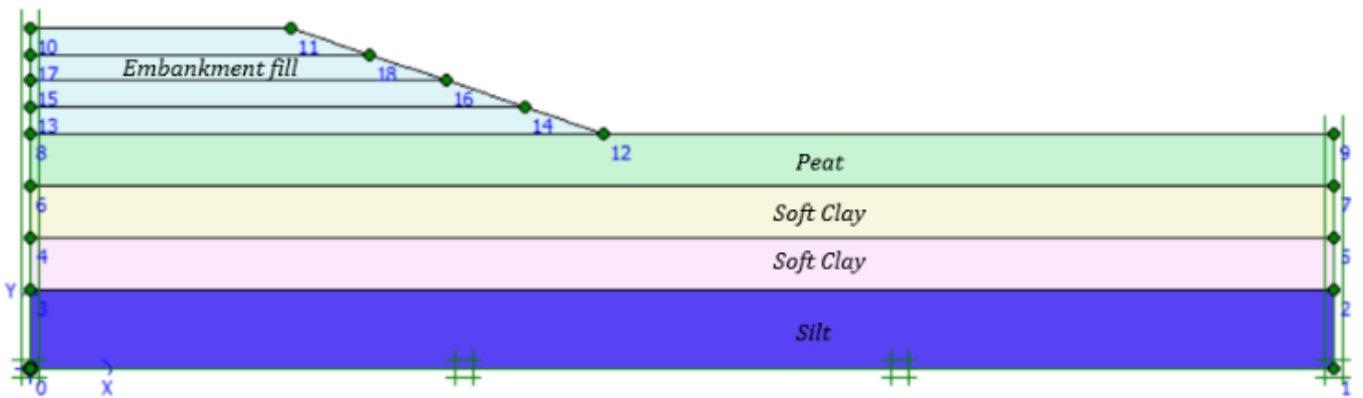 10 11
17 Embankment fill 18
15 16
13 14
8 12 Peat 9
6 Soft Clay 7
4 Soft Clay 5
Y 3 2
Silt
0 X 1